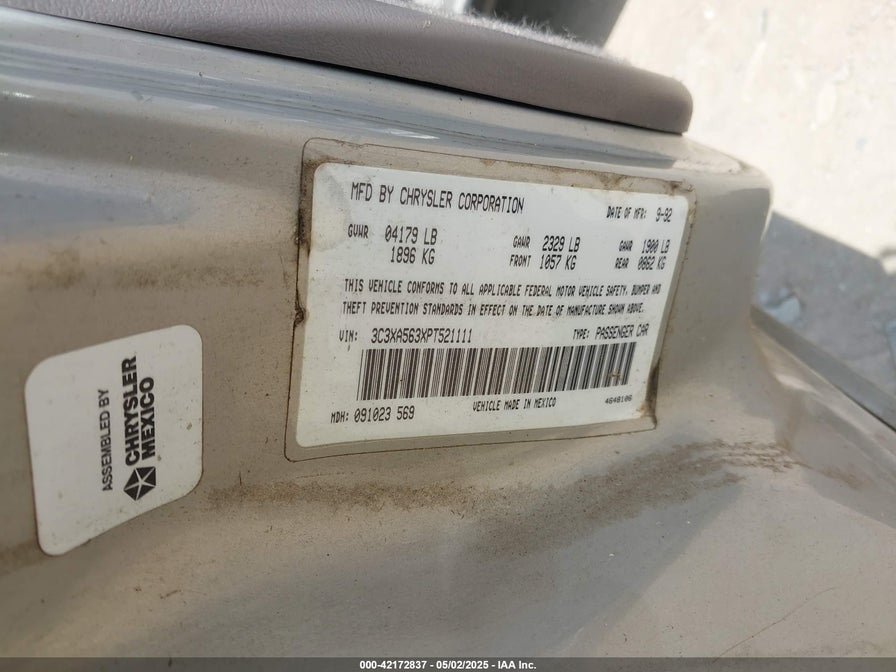 MFD BY CHRYSLER CORPORATION
DATE OF MFR: 9-92
GVWR 04179 LB
1896 KG
GAWR 2329 LB
FRONT 1057 KG
GAWR 1900 LB
REAR 0862 KG
THIS VEHICLE CONFORMS TO ALL APPLICABLE FEDERAL MOTOR VEHICLE SAFETY, BUMPER AND
THEFT PREVENTION STANDARDS IN EFFECT ON THE DATE OF MANUFACTURE SHOWN ABOVE.
VIN: 3C3XA563XPT521111 TYPE: PASSENGER CAR
MDH: 091023 569 VEHICLE MADE IN MEXICO 4648106
ASSEMBLED BY
CHRYSLER
MEXICO
000-42172837 - 05/02/2025 - IAA Inc.